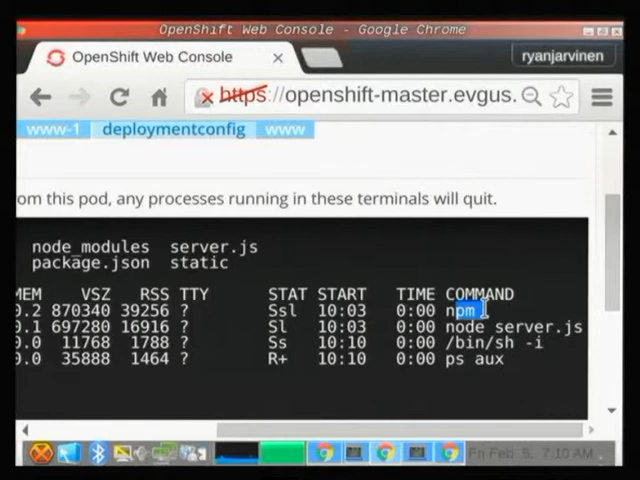 OpenShift Web Console - Google Chrome
OpenShift Web Console
ryanjarvinen
https://openshift-master.evgus.
www-1 deploymentconfig www
om this pod, any processes running in these terminals will quit.
node_modules server.js
package.json static
MEM VSZ RSS TTY STAT START TIME COMMAND
0.2 870340 39256 ? Ssl 10:03 0:00 npm
0.1 697280 16916 ? Sl 10:03 0:00 node server.js
0.0 11768 1788 ? Ss 10:10 0:00 /bin/sh -i
0.0 35888 1464 ? R+ 10:10 0:00 ps aux
Fri Feb 5, 7:10 AM